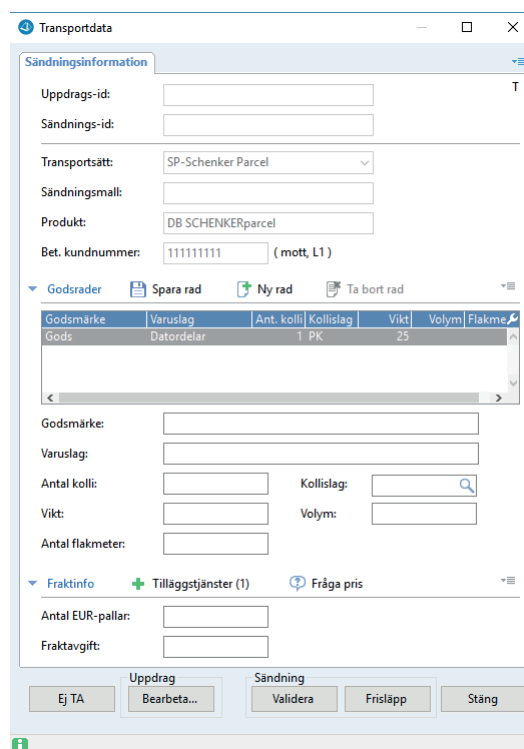 Transportdata
Sändningsinformation
T
Uppdrags-id:
Sändnings-id:
Transportsätt: SP-Schenker Parcel
Sändningsmall:
Produkt: DB SCHENKERparcel
Bet. kundnummer: 111111111 ( mott, L1 )
Godsrader Spara rad Ny rad Ta bort rad
Godsmärke Varuslag Ant. kolli Kollislag Vikt Volym Flakme
Gods Datordelar 1 PK 25
Godsmärke:
Varuslag:
Antal kolli: Kollislag:
Vikt: Volym:
Antal flakmeter:
Fraktinfo Tilläggstjänster (1) Fråga pris
Antal EUR-pallar:
Fraktavgift:
Uppdrag Sändning
Ej TA Bearbeta... Validera Frisläpp Stäng